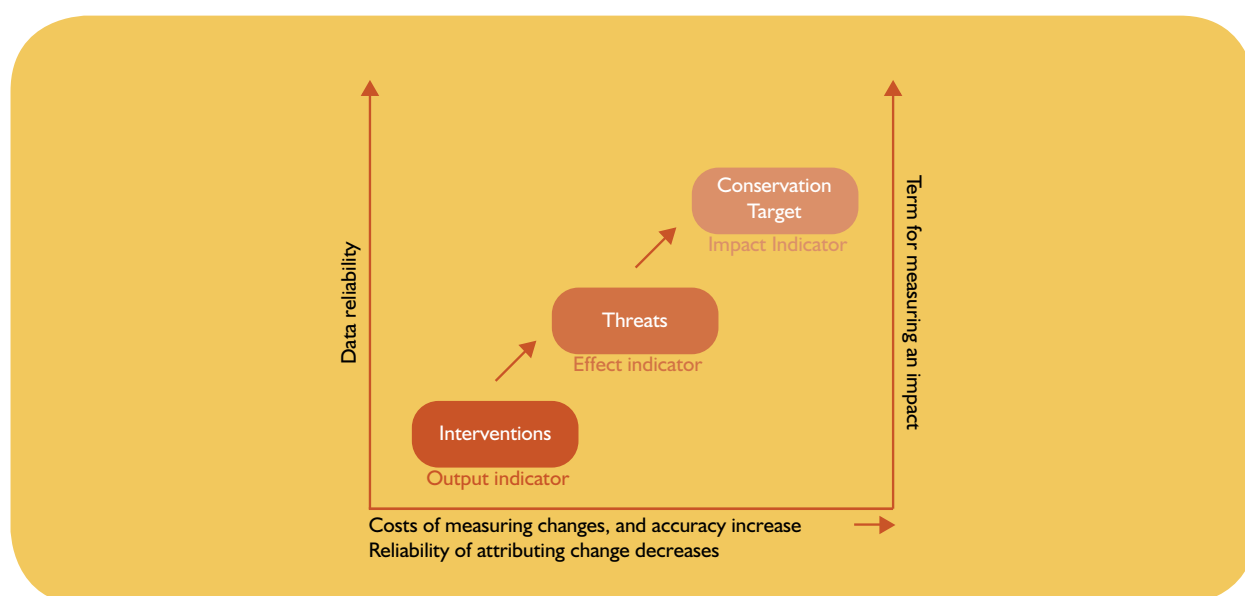 Conservation
Target
Impact Indicator
Data reliability
Term for measuring an impact
Threats
Effect indicator
Interventions
Output indicator
Costs of measuring changes, and accuracy increase
Reliability of attributing change decreases